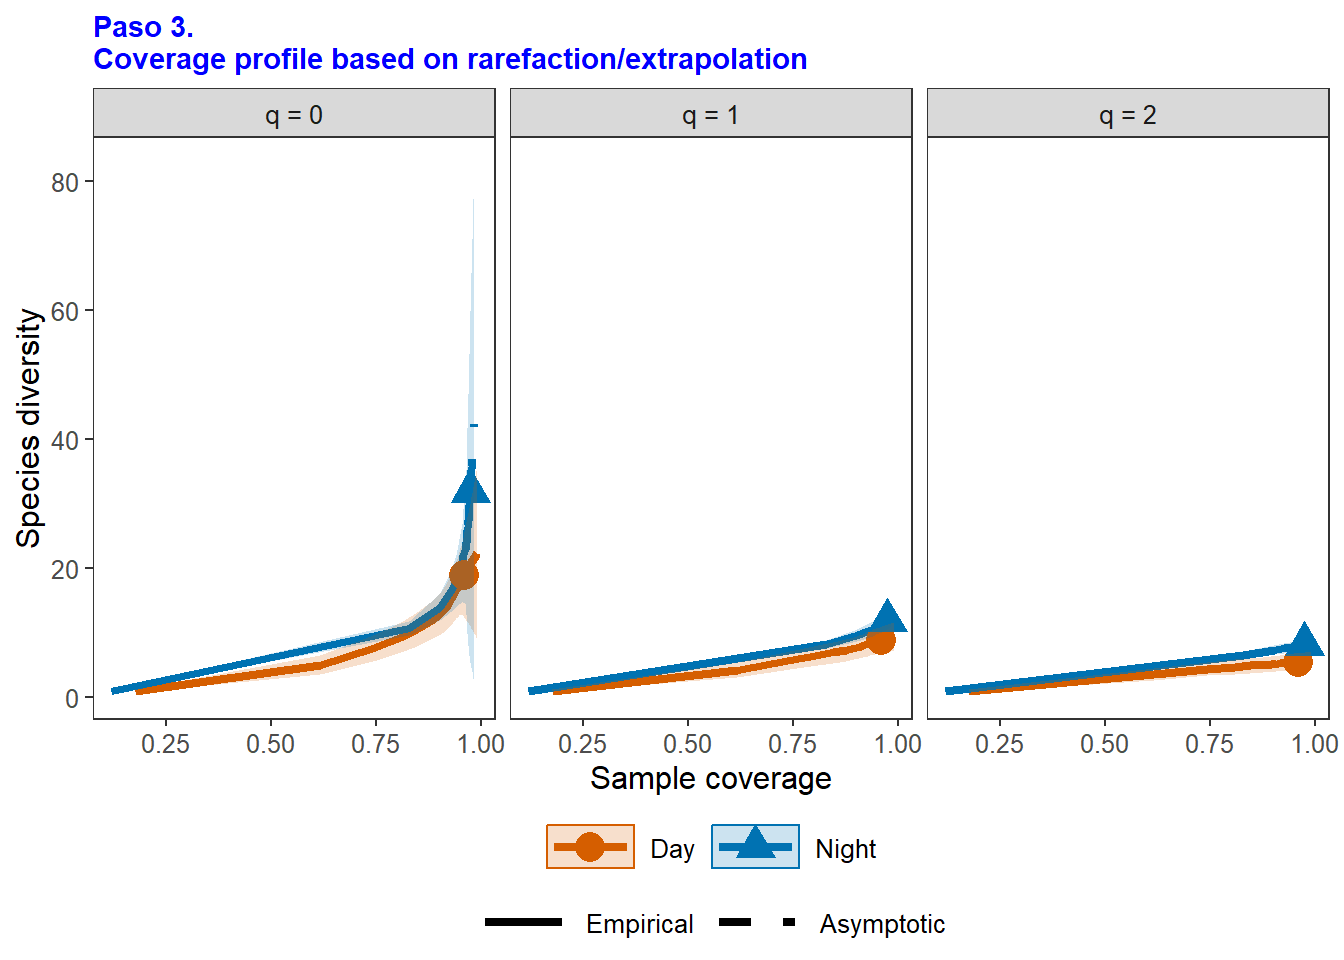 Paso 3.
Coverage profile based on rarefaction/extrapolation
q = 0
q = 1
q = 2
Species diversity
80
60
40
20
0
0.25 0.50 0.75 1.00
0.25 0.50 0.75 1.00
0.25 0.50 0.75 1.00
Sample coverage
Day Night
Empirical Asymptotic